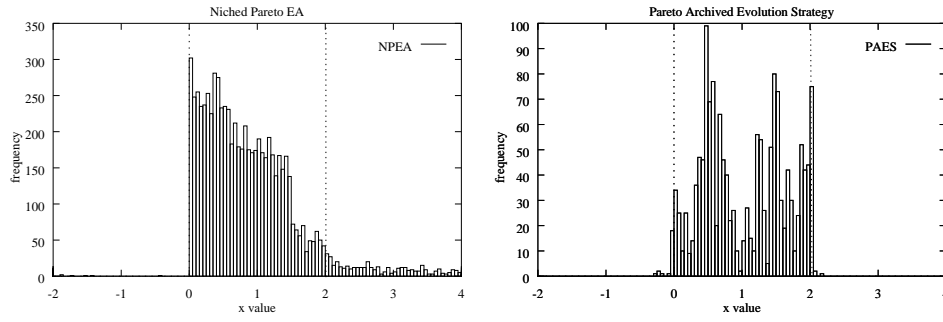 Niched Pareto EA
350
300
250
200
150
100
50
0
frequency
NPEA
-2 -1 0 1 2 3 4
x value
Pareto Archived Evolution Strategy
100
90
80
70
60
50
40
30
20
10
0
frequency
PAES
-2 -1 0 1 2 3
x value